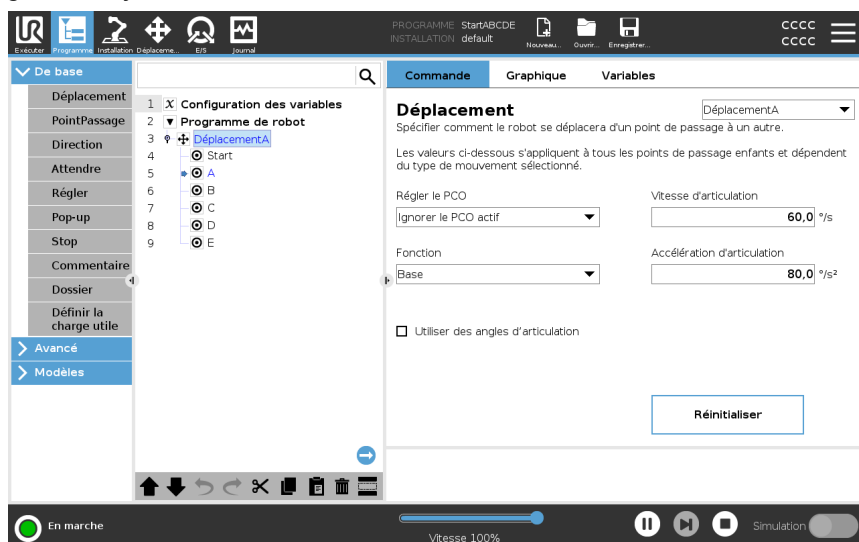 UR
PROGRAMME StartABCDE
INSTALLATION default
cccc
cccc
Exécuter Programme Installation Déplaceme... E/S Journal
Nouveau... Ouvrir... Enregistrer...
De base
Déplacement
PointPassage
Direction
Attendre
Régler
Pop-up
Stop
Commentaire
Dossier
Définir la
charge utile
Avancé
Modèles
1 X Configuration des variables
2 Programme de robot
3 DéplacementA
4 Start
5 A
6 B
7 C
8 D
9 E
Commande Graphique Variables
Déplacement
DéplacementA
Spécifier comment le robot se déplacera d'un point de passage à un autre.
Les valeurs ci-dessous s'appliquent à tous les points de passage enfants et dépendent
du type de mouvement sélectionné.
Régler le PCO
Vitesse d'articulation
Ignorer le PCO actif
60,0 °/s
Fonction
Accélération d'articulation
Base
80,0 °/s²
Utiliser des angles d'articulation
Réinitialiser
En marche
Vitesse 100%
Simulation